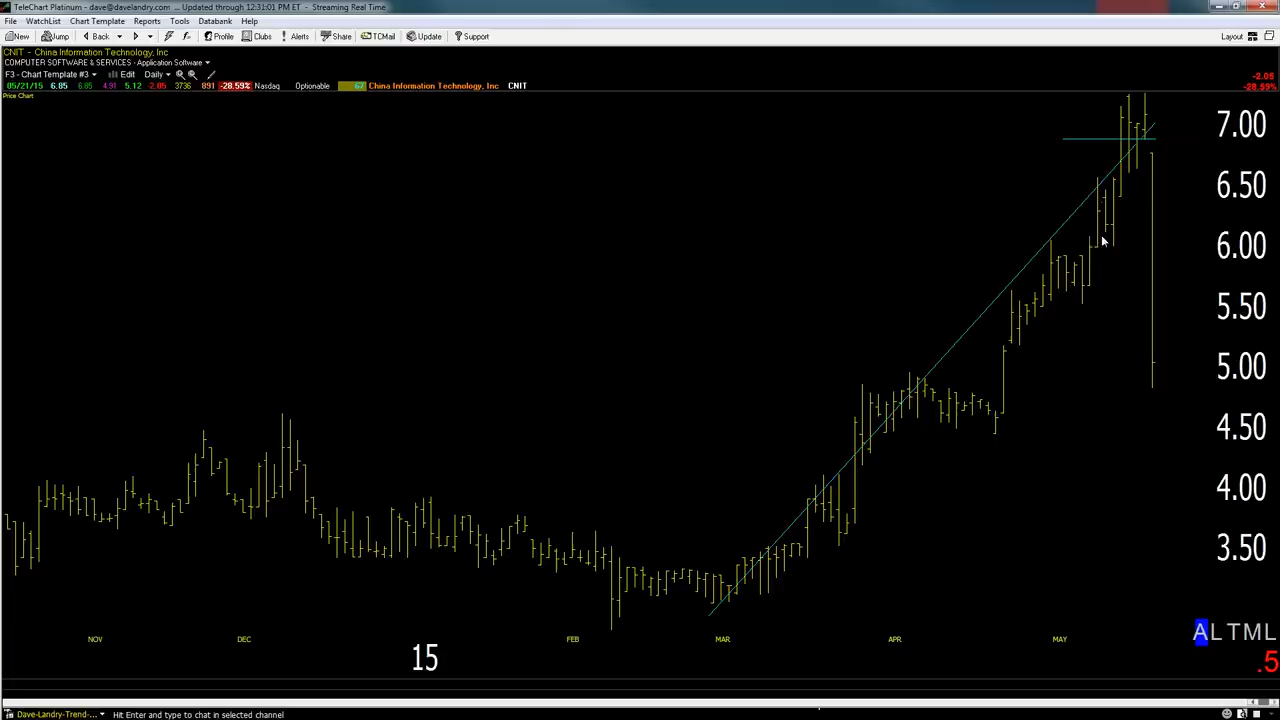 TeleChart Platinum - dave@davelandry.com ... Updated through 12:31:01 PM ET - Streaming Real Time
File WatchList Chart Template Reports Tools Databank Help
New Jump Back Profile Clubs Alerts Share TCMail Update Support Layout
CNIT - China Information Technology, Inc
COMPUTER SOFTWARE & SERVICES - Application Software
F3 - Chart Template #3 Edit Daily
05/21/15 6.85 6.85 4.91 5.12 -2.05 3736 891 -28.59% Nasdaq Optionable 67 China Information Technology, Inc CNIT
-2.05
-28.59%
Price Chart
7.00
6.50
6.00
5.50
5.00
4.50
4.00
3.50
ALTML
NOV DEC 15 FEB MAR APR MAY
.5
Dave-Landry-Trend-... Hit Enter and type to chat in selected channel